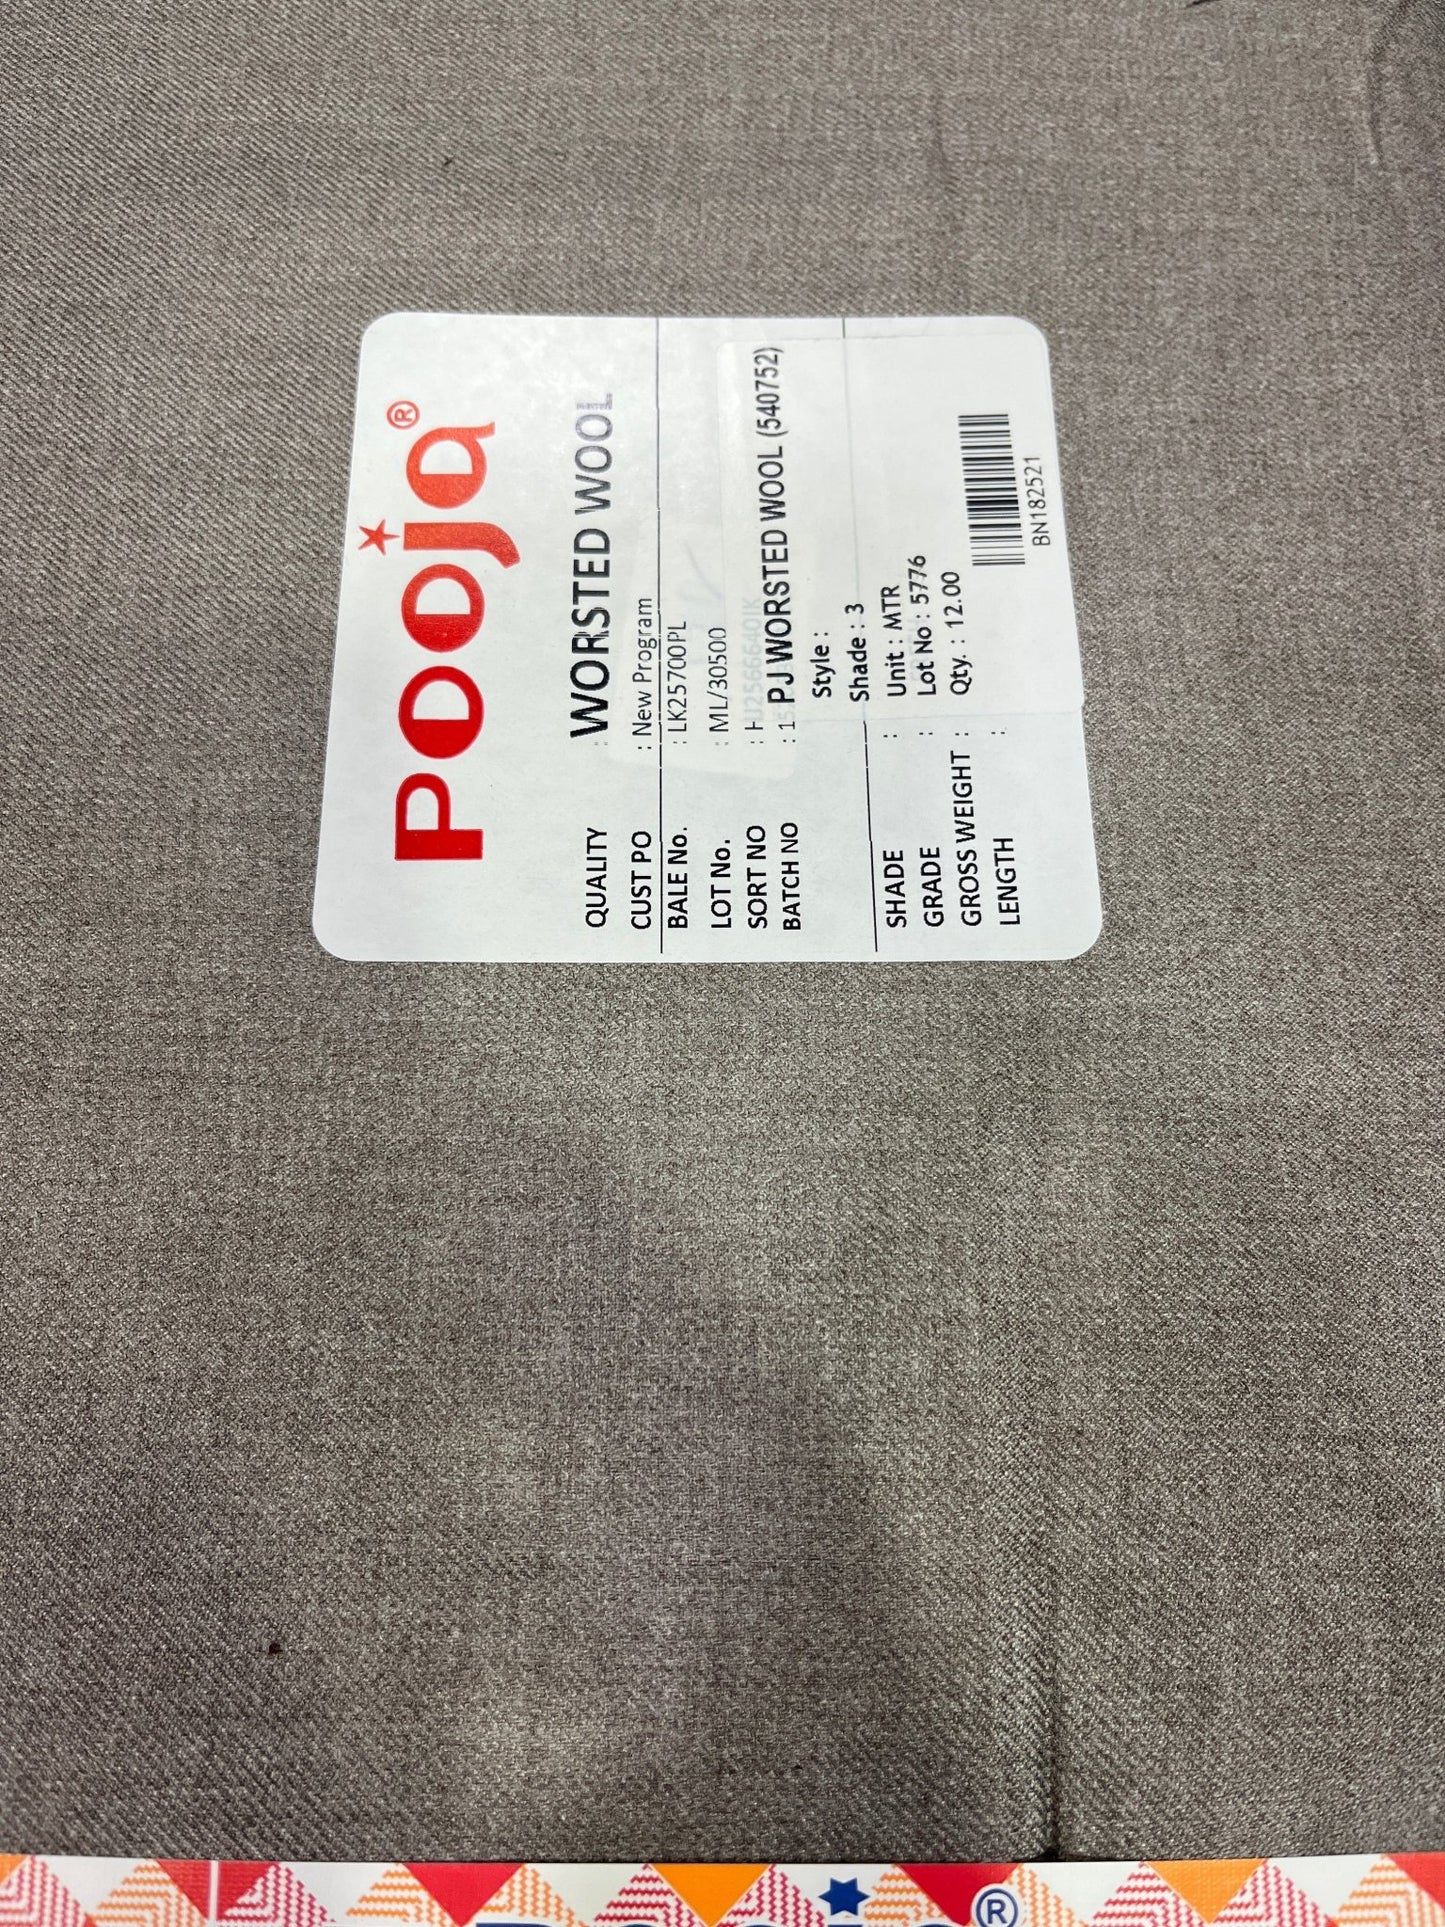 pooja®
QUALITY : WORSTED WOOL
CUST PO : New Program
BALE No. : LK25700PL
LOT No. : ML/30500
SORT NO :
BATCH NO :
PJ WORSTED WOOL (540752)
Style :
Shade : 3
Unit : MTR
Lot No : 5776
Qty. : 12.00
BN182521
SHADE :
GRADE :
GROSS WEIGHT :
LENGTH :